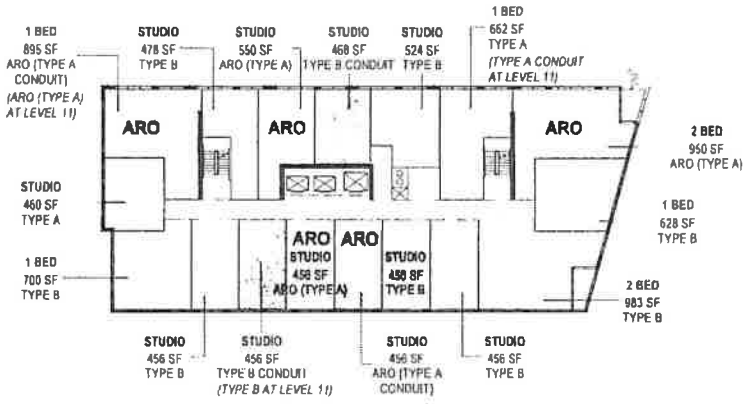 1 BED
895 SF
ARO (TYPE A
CONDUIT)
(ARO (TYPE A)
AT LEVEL 11)
STUDIO
478 SF
TYPE B
STUDIO
550 SF
ARO (TYPE A)
STUDIO
468 SF
TYPE B CONDUIT
STUDIO
524 SF
TYPE B
1 BED
662 SF
TYPE A
(TYPE A CONDUIT
AT LEVEL 11)
ARO
ARO
ARO
2 BED
950 SF
ARO (TYPE A)
STUDIO
460 SF
TYPE A
1 BED
628 SF
TYPE B
ARO
STUDIO
456 SF
ARO (TYPE A)
ARO
STUDIO
456 SF
TYPE B
1 BED
700 SF
TYPE B
2 BED
983 SF
TYPE B
STUDIO
456 SF
TYPE B
STUDIO
456 SF
TYPE B CONDUIT
(TYPE B AT LEVEL 11)
STUDIO
456 SF
ARO (TYPE A
CONDUIT)
STUDIO
456 SF
TYPE B